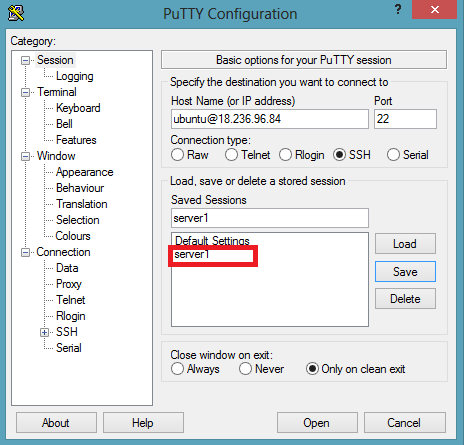 PuTTY Configuration
? ×
Category:
Session
Logging
Terminal
Keyboard
Bell
Features
Window
Appearance
Behaviour
Translation
Selection
Colours
Connection
Data
Proxy
Telnet
Rlogin
SSH
Serial
Basic options for your PuTTY session
Specify the destination you want to connect to
Host Name (or IP address) Port
ubuntu@18.236.96.84 22
Connection type:
Raw Telnet Rlogin SSH Serial
Load, save or delete a stored session
Saved Sessions
server1
Default Settings
server1
Load
Save
Delete
Close window on exit:
Always Never Only on clean exit
About Help Open Cancel